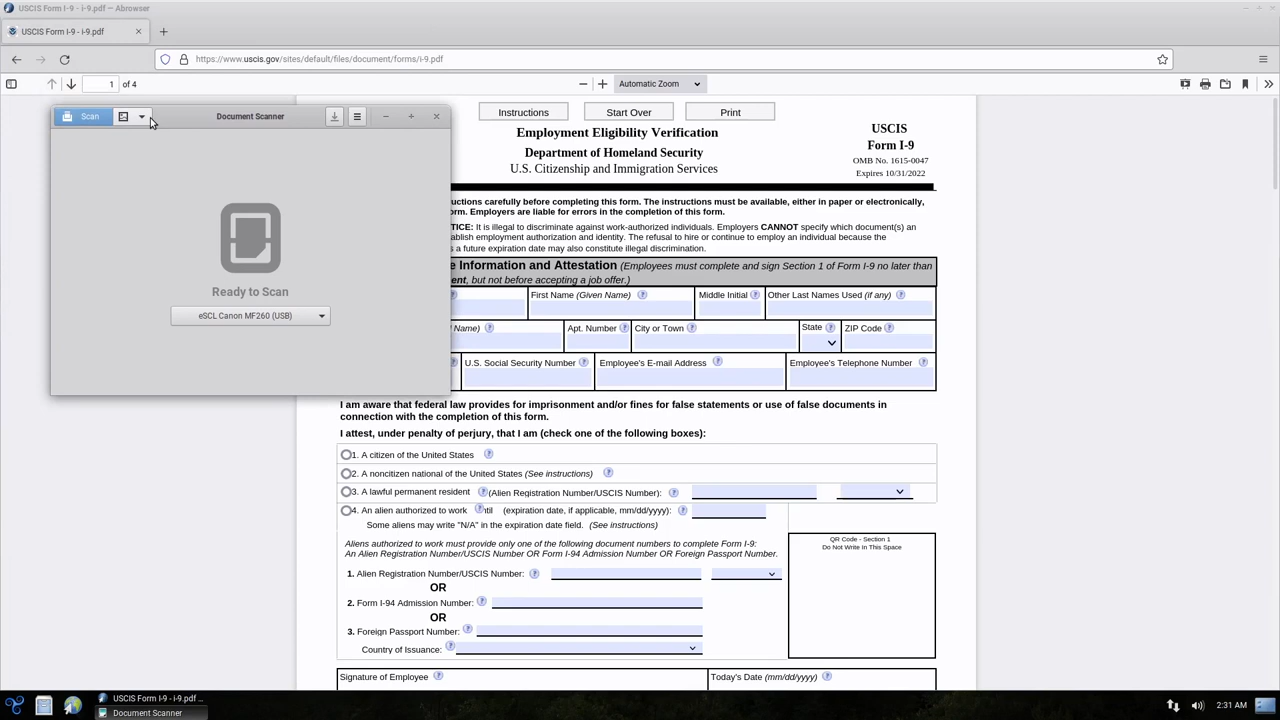 USCIS Form I-9 - i-9.pdf — Abrowser
USCIS Form I-9 - i-9.pdf
https://www.uscis.gov/sites/default/files/document/forms/i-9.pdf
1 of 4
Automatic Zoom
Scan
Document Scanner
Ready to Scan
eSCL Canon MF260 (USB)
Instructions
Start Over
Print
Employment Eligibility Verification
Department of Homeland Security
U.S. Citizenship and Immigration Services
USCIS
Form I-9
OMB No. 1615-0047
Expires 10/31/2022
uctions carefully before completing this form. The instructions must be available, either in paper or electronically,
orm. Employers are liable for errors in the completion of this form.
TICE: It is illegal to discriminate against work-authorized individuals. Employers CANNOT specify which document(s) an
ablish employment authorization and identity. The refusal to hire or continue to employ an individual because the
s a future expiration date may also constitute illegal discrimination.
e Information and Attestation (Employees must complete and sign Section 1 of Form I-9 no later than
ent, but not before accepting a job offer.)
First Name (Given Name)
Middle Initial
Other Last Names Used (if any)
Name)
Apt. Number
City or Town
State
ZIP Code
U.S. Social Security Number
Employee's E-mail Address
Employee's Telephone Number
I am aware that federal law provides for imprisonment and/or fines for false statements or use of false documents in
connection with the completion of this form.
I attest, under penalty of perjury, that I am (check one of the following boxes):
1. A citizen of the United States
2. A noncitizen national of the United States (See instructions)
3. A lawful permanent resident (Alien Registration Number/USCIS Number):
4. An alien authorized to work until (expiration date, if applicable, mm/dd/yyyy):
Some aliens may write "N/A" in the expiration date field. (See instructions)
Aliens authorized to work must provide only one of the following document numbers to complete Form I-9:
An Alien Registration Number/USCIS Number OR Form I-94 Admission Number OR Foreign Passport Number.
1. Alien Registration Number/USCIS Number:
OR
2. Form I-94 Admission Number:
OR
3. Foreign Passport Number:
Country of Issuance:
QR Code - Section 1
Do Not Write In This Space
Signature of Employee
Today's Date (mm/dd/yyyy)
USCIS Form I-9 - i-9.pdf ...
Document Scanner
2:31 AM